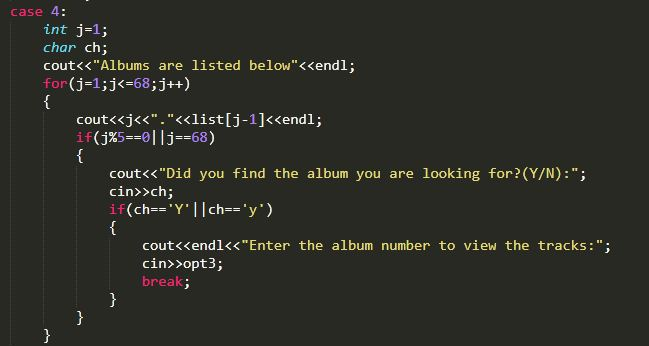 case 4:
    int j=1;
    char ch;
    cout<<"Albums are listed below"<<endl;
    for(j=1;j<=68;j++)
    {
        cout<<j<<"."<<list[j-1]<<endl;
        if(j%5==0||j==68)
        {
            cout<<"Did you find the album you are looking for?(Y/N):";
            cin>>ch;
            if(ch=='Y'||ch=='y')
            {
                cout<<endl<<"Enter the album number to view the tracks:";
                cin>>opt3;
                break;
            }
        }
    }